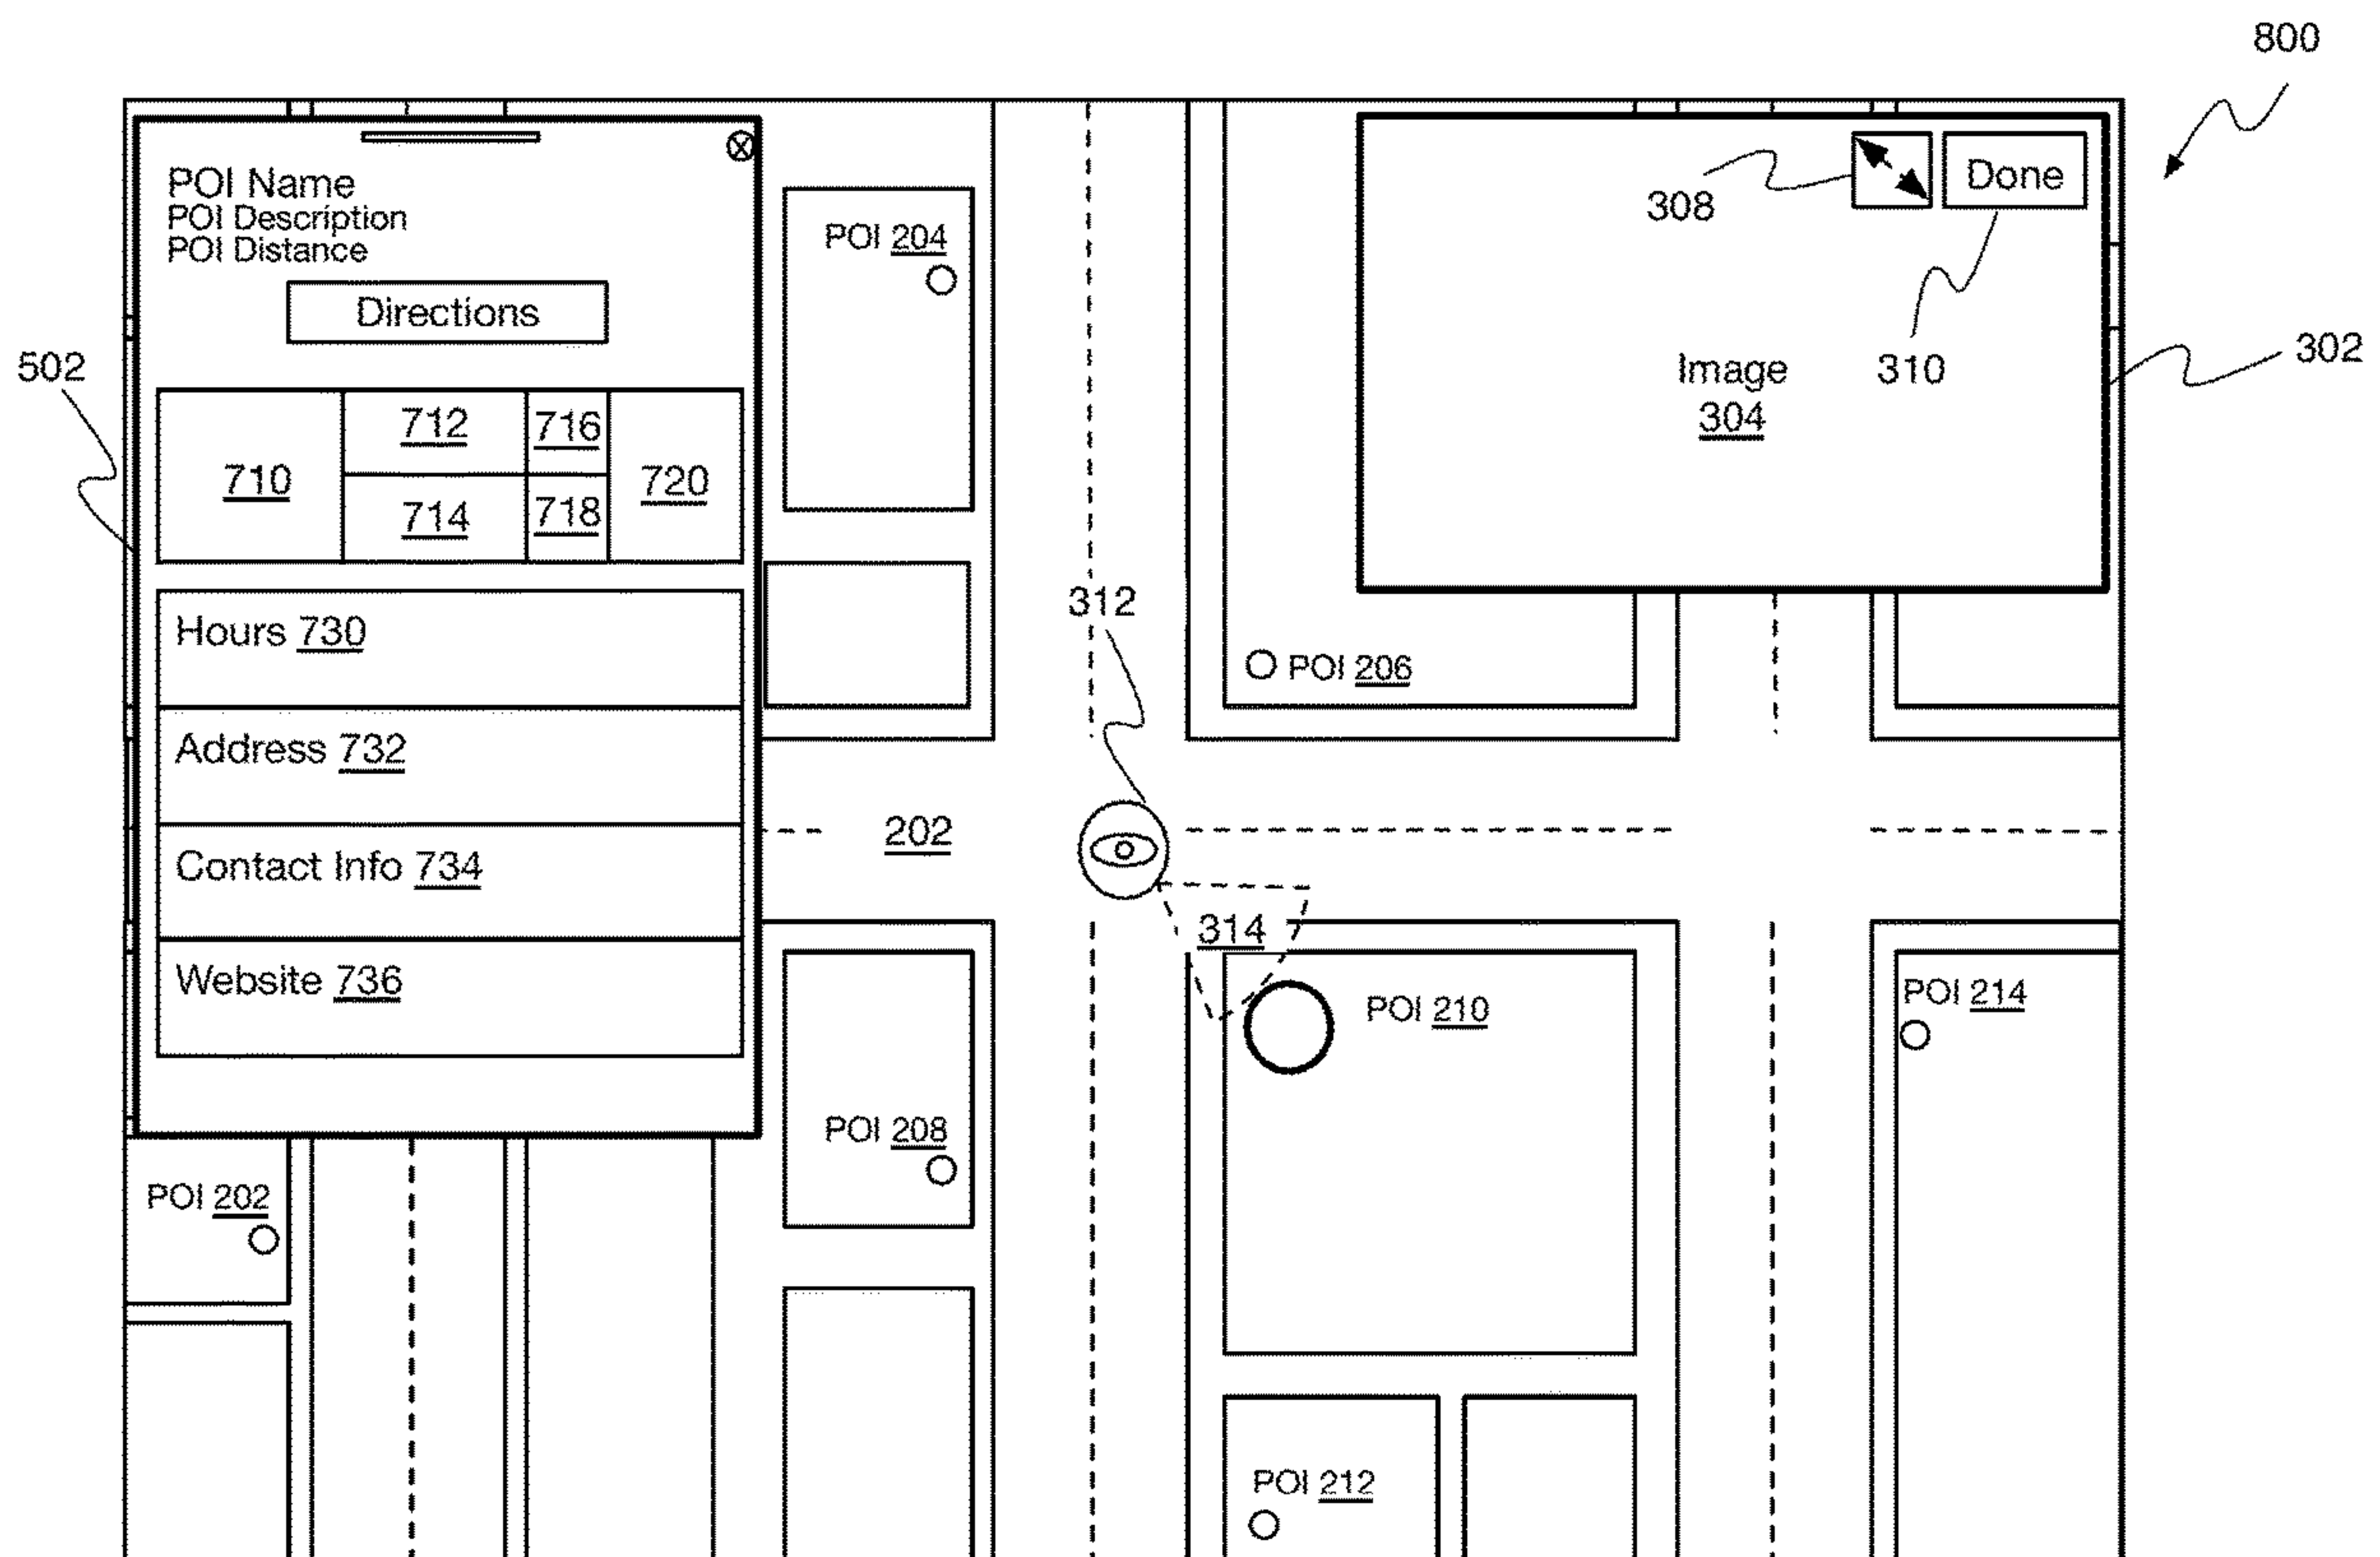 800
POI Name
POI Description
POI Distance
Directions
502
710
712
714
716
718
720
Hours 730
Address 732
Contact Info 734
Website 736
POI 204
308
Done
310
302
Image
304
312
POI 206
202
314
POI 210
POI 214
POI 208
POI 202
POI 212